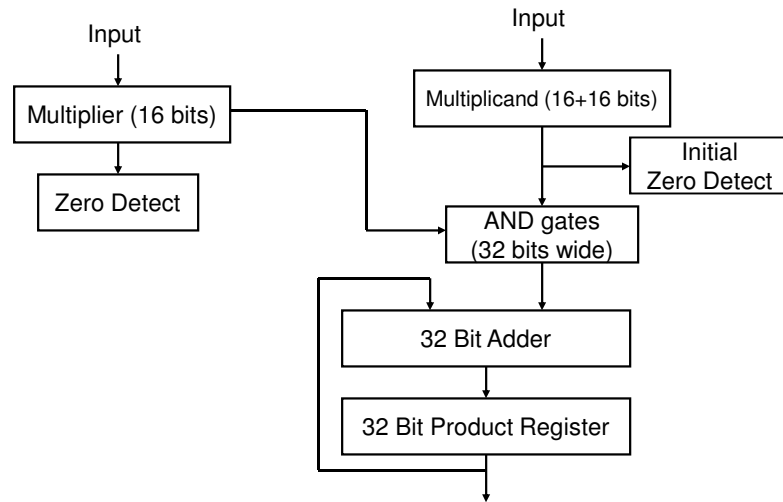 Input
Input
Multiplier (16 bits)
Multiplicand (16+16 bits)
Initial
Zero Detect
Zero Detect
AND gates
(32 bits wide)
32 Bit Adder
32 Bit Product Register